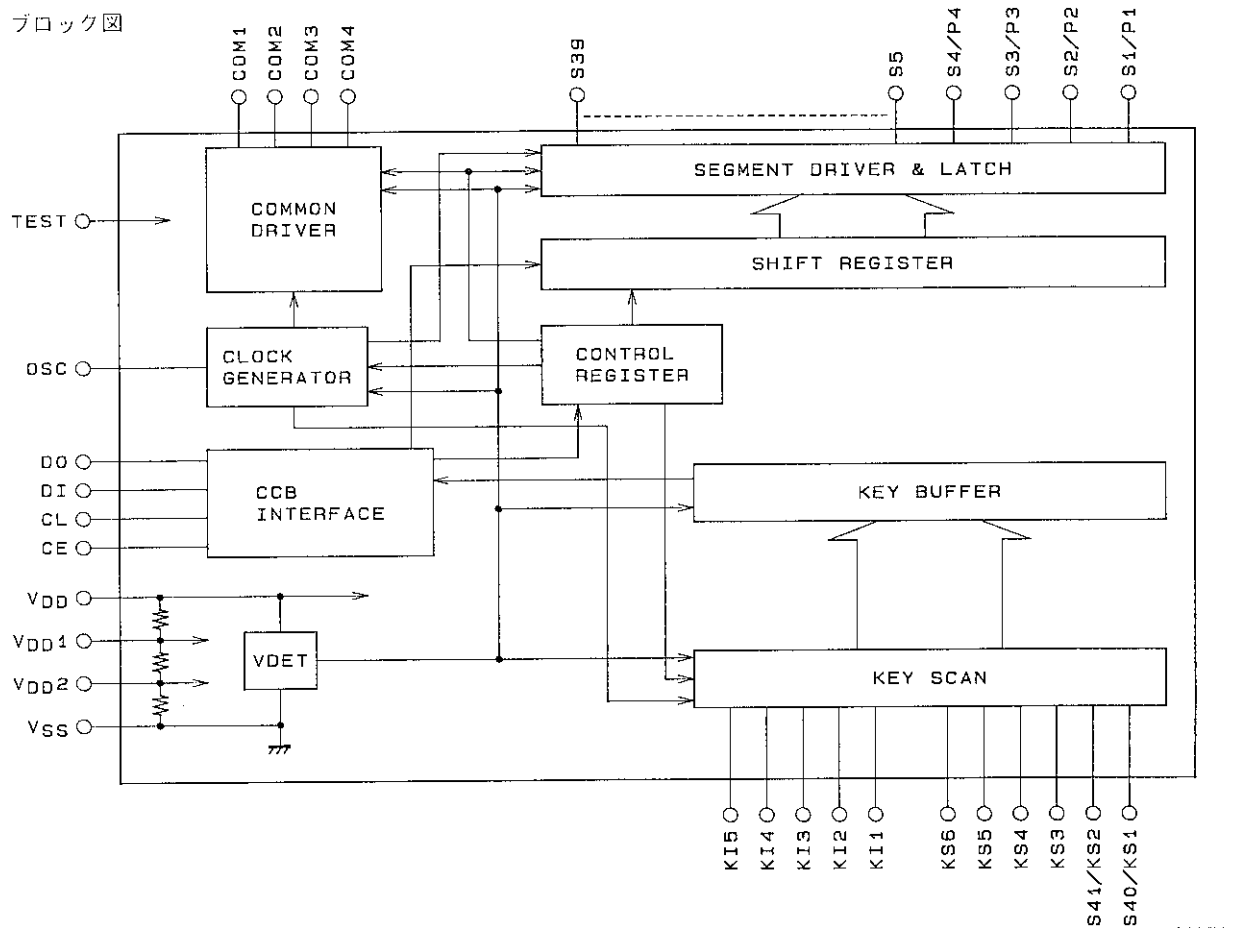 ブロック図
COM1
COM2
COM3
COM4
S39
S5
S4/P4
S3/P3
S2/P2
S1/P1
SEGMENT DRIVER & LATCH
COMMON
DRIVER
TEST
SHIFT REGISTER
OSC
CLOCK
GENERATOR
CONTROL
REGISTER
DO
DI
CL
CE
CCB
INTERFACE
KEY BUFFER
VDD
VDD1
VDD2
VSS
VDET
KEY SCAN
KI5
KI4
KI3
KI2
KI1
KS6
KS5
KS4
KS3
S41/KS2
S40/KS1